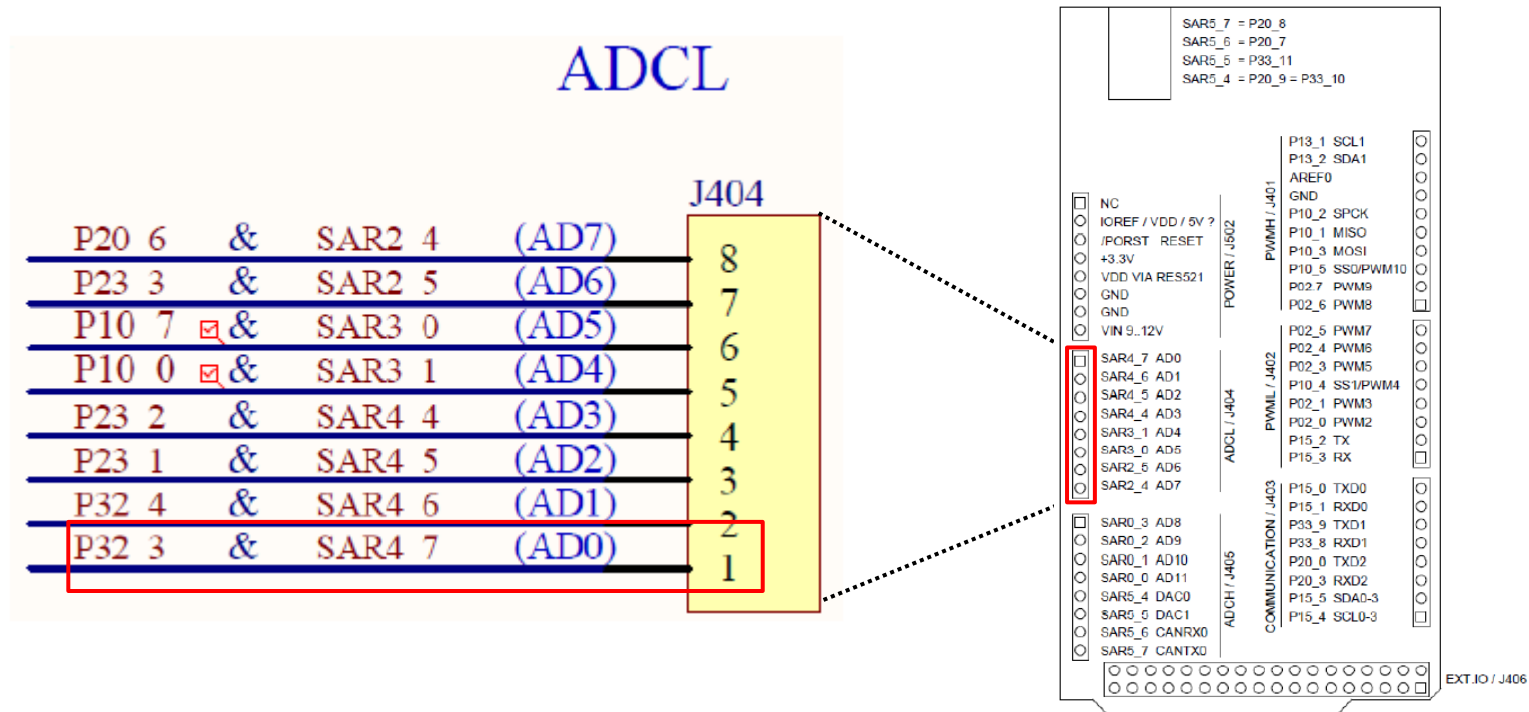 ADCL
J404
P20 6 & SAR2 4 (AD7) 8
P23 3 & SAR2 5 (AD6) 7
P10 7 & SAR3 0 (AD5) 6
P10 0 & SAR3 1 (AD4) 5
P23 2 & SAR4 4 (AD3) 4
P23 1 & SAR4 5 (AD2) 3
P32 4 & SAR4 6 (AD1) 2
P32 3 & SAR4 7 (AD0) 1
SAR5_7 = P20_8
SAR5_6 = P20_7
SAR5_5 = P33_11
SAR5_4 = P20_9 = P33_10
NC
IOREF / VDD / 5V ?
/PORST RESET
+3.3V
VDD VIA RES521
GND
GND
VIN 9..12V
POWER / J502
SAR4_7 AD0
SAR4_6 AD1
SAR4_5 AD2
SAR4_4 AD3
SAR3_1 AD4
SAR3_0 AD5
SAR2_5 AD6
SAR2_4 AD7
ADCL / J404
SAR0_3 AD8
SAR0_2 AD9
SAR0_1 AD10
SAR0_0 AD11
SAR5_4 DAC0
SAR5_5 DAC1
SAR5_6 CANRX0
SAR5_7 CANTX0
ADCH / J405
P13_1 SCL1
P13_2 SDA1
AREF0
GND
P10_2 SPCK
P10_1 MISO
P10_3 MOSI
P10_5 SS0/PWM10
P02.7 PWM9
P02_6 PWM8
PWMH / J401
P02_5 PWM7
P02_4 PWM6
P02_3 PWM5
P10_4 SS1/PWM4
P02_1 PWM3
P02_0 PWM2
P15_2 TX
P15_3 RX
PWML / J402
P15_0 TXD0
P15_1 RXD0
P33_9 TXD1
P33_8 RXD1
P20_0 TXD2
P20_3 RXD2
P15_5 SDA0-3
P15_4 SCL0-3
COMMUNICATION / J403
EXT.IO / J406